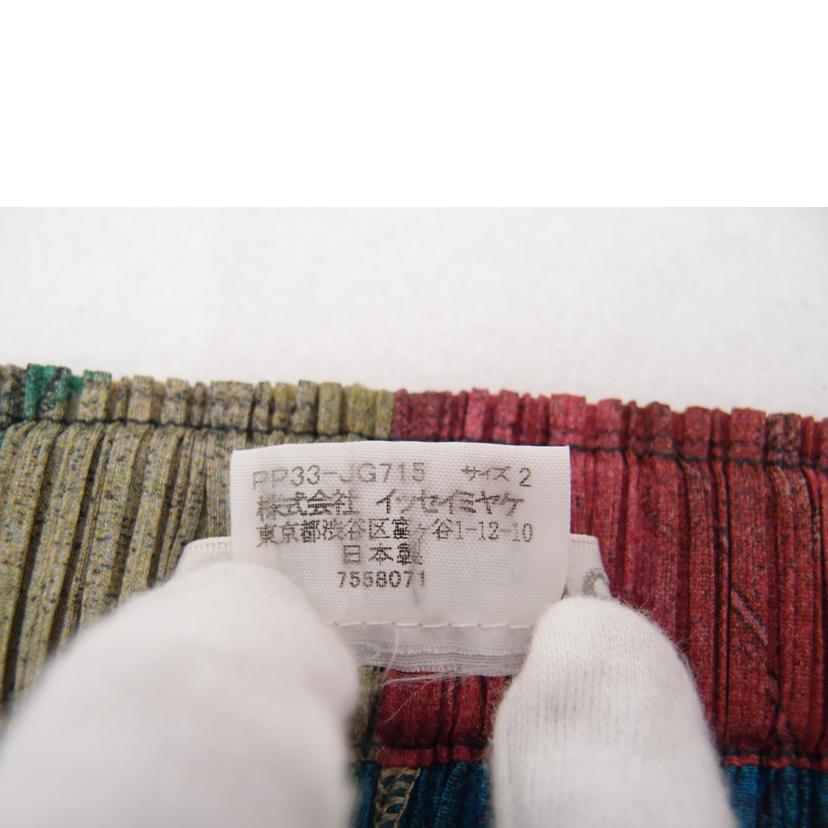 PP33-JG715 サイズ 2
株式会社 イッセイミヤケ
東京都渋谷区富ヶ谷1-12-10
日本製
7558071